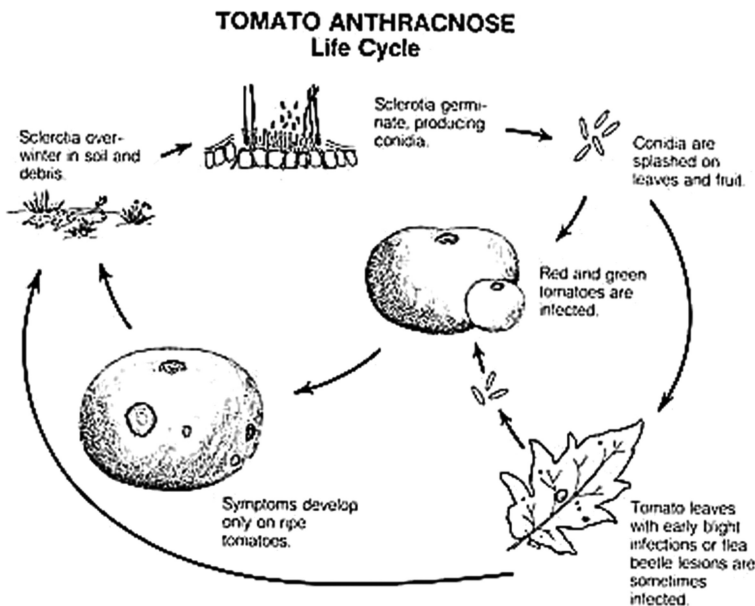 TOMATO ANTHRACNOSE
Life Cycle
Sclerotia over-
winter in soil and
debris.
Sclerotia germi-
nate, producing
conidia.
Conidia are
splashed on
leaves and fruit.
Red and green
tomatoes are
infected.
Symptoms develop
only on ripe
tomatoes.
Tomato leaves
with early blight
infections or flea
beetle lesions are
sometimes
infected.